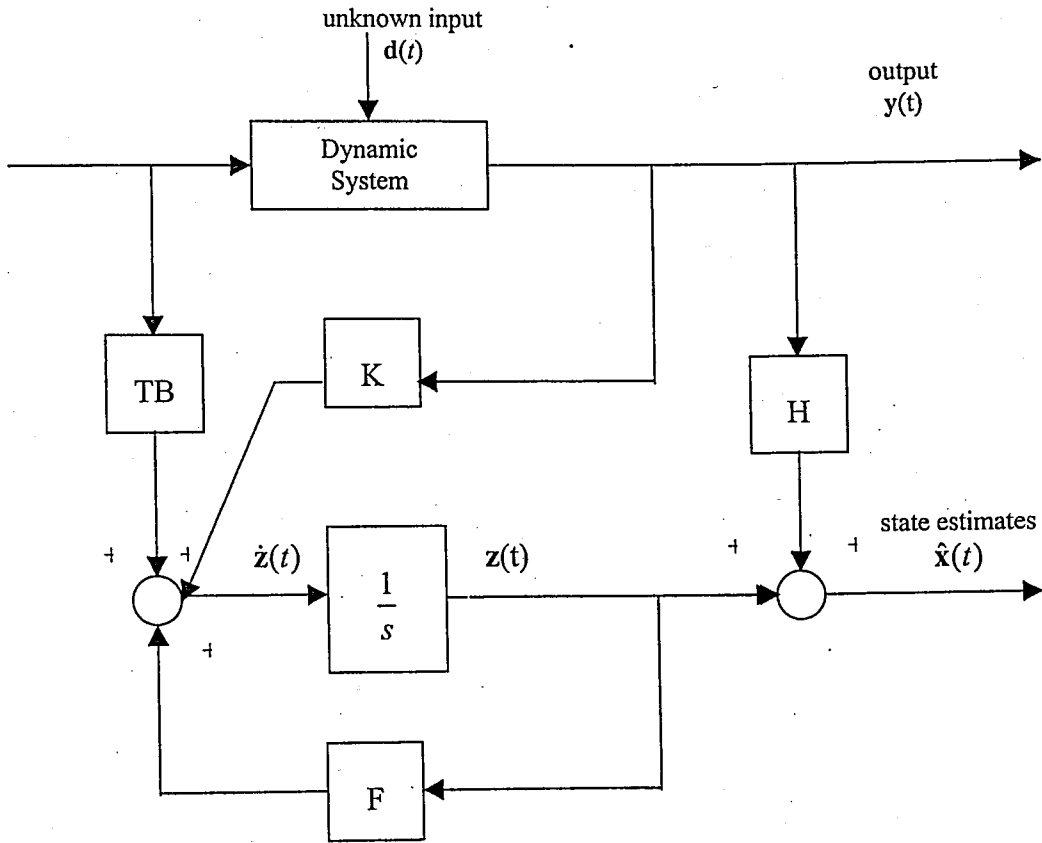 unknown input
d(t)
output
y(t)
Dynamic
System
TB
K
H
+
+
ż(t)
1
s
z(t)
+
+
state estimates
x̂(t)
+
F